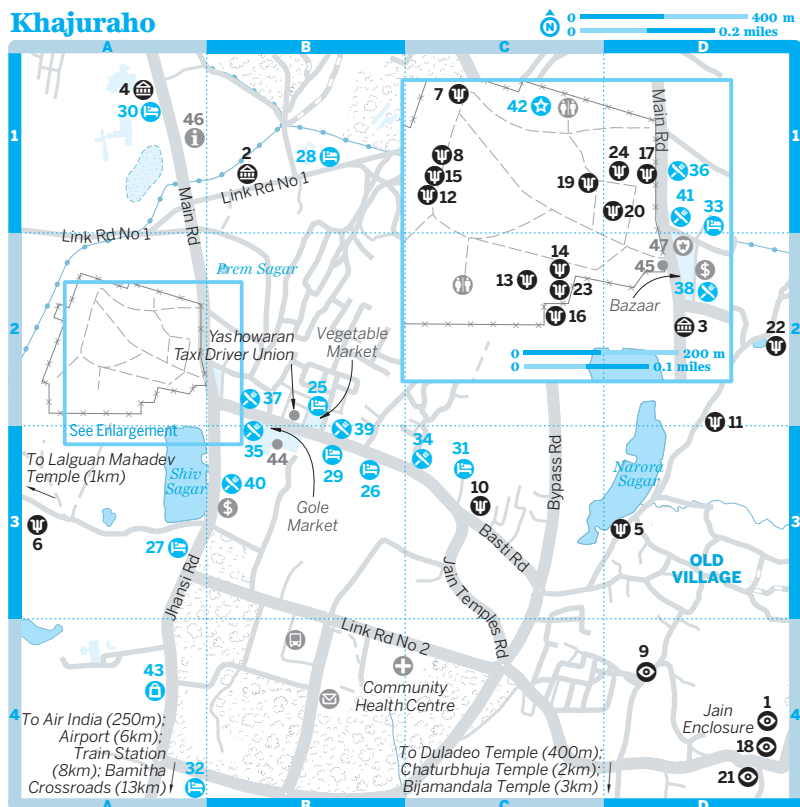 Khajuraho
N
0 400 m
0 0.2 miles
A B C D
1
4
30
46
2
28
Link Rd No 1
Link Rd No 1
Main Rd
7
42
8
15
12
19
24
17
20
Main Rd
36
41
33
47
45
38
14
13
23
16
Bazaar
3
0 200 m
0 0.1 miles
1
2
Prem Sagar
Yashowaran
Taxi Driver Union
Vegetable
Market
25
37
39
35
44
29
26
See Enlargement
22
11
2
3
To Lalguan Mahadev
Temple (1km)
Shiv
Sagar
40
Gole
Market
34
31
10
Bypass Rd
Narora
Sagar
5
6
27
Basti Rd
OLD
VILLAGE
Jhansi Rd
Jain Temples Rd
3
4
Link Rd No 2
Community
Health Centre
43
9
Jain
Enclosure
1
18
21
To Air India (250m);
Airport (6km);
Train Station
(8km); Bamitha
Crossroads (13km)
32
To Duladeo Temple (400m);
Chaturbhuja Temple (2km);
Bijamandala Temple (3km)
4
A B C D